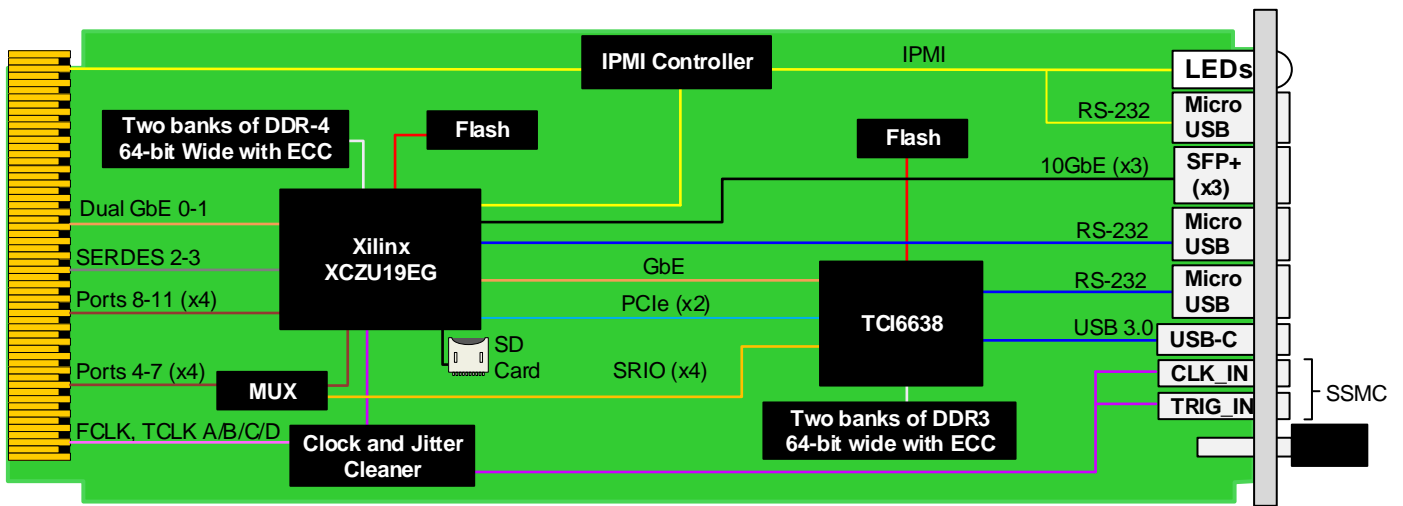 IPMI Controller
IPMI
LEDs
RS-232
Micro
USB
Two banks of DDR-4
64-bit Wide with ECC
Flash
Flash
10GbE (x3)
SFP+
(x3)
Dual GbE 0-1
Xilinx
XCZU19EG
RS-232
Micro
USB
SERDES 2-3
GbE
RS-232
Micro
USB
Ports 8-11 (x4)
PCIe (x2)
TCI6638
USB 3.0
USB-C
SD
Card
Ports 4-7 (x4)
MUX
SRIO (x4)
CLK_IN
TRIG_IN
SSMC
FCLK, TCLK A/B/C/D
Clock and Jitter
Cleaner
Two banks of DDR3
64-bit wide with ECC